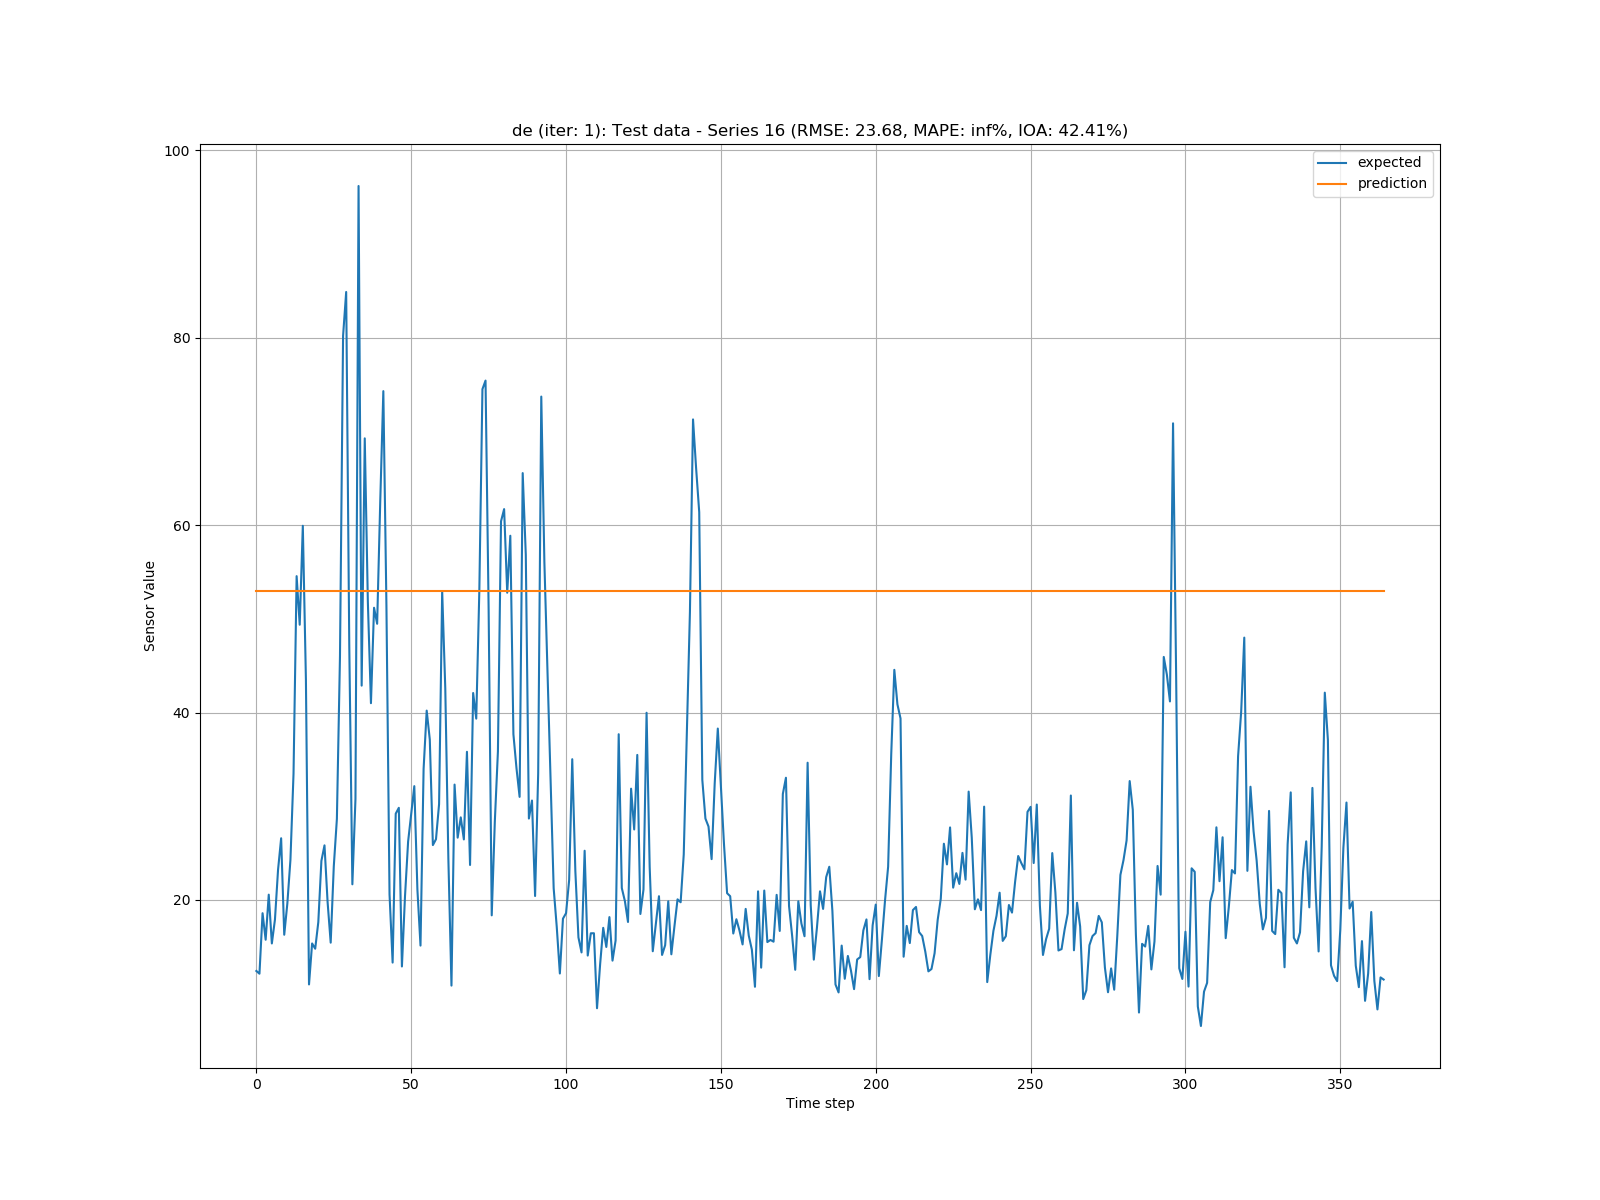 de (iter: 1): Test data - Series 16 (RMSE: 23.68, MAPE: inf%, IOA: 42.41%)
expected
prediction
100
80
60
40
20
Sensor Value
0 50 100 150 200 250 300 350
Time step